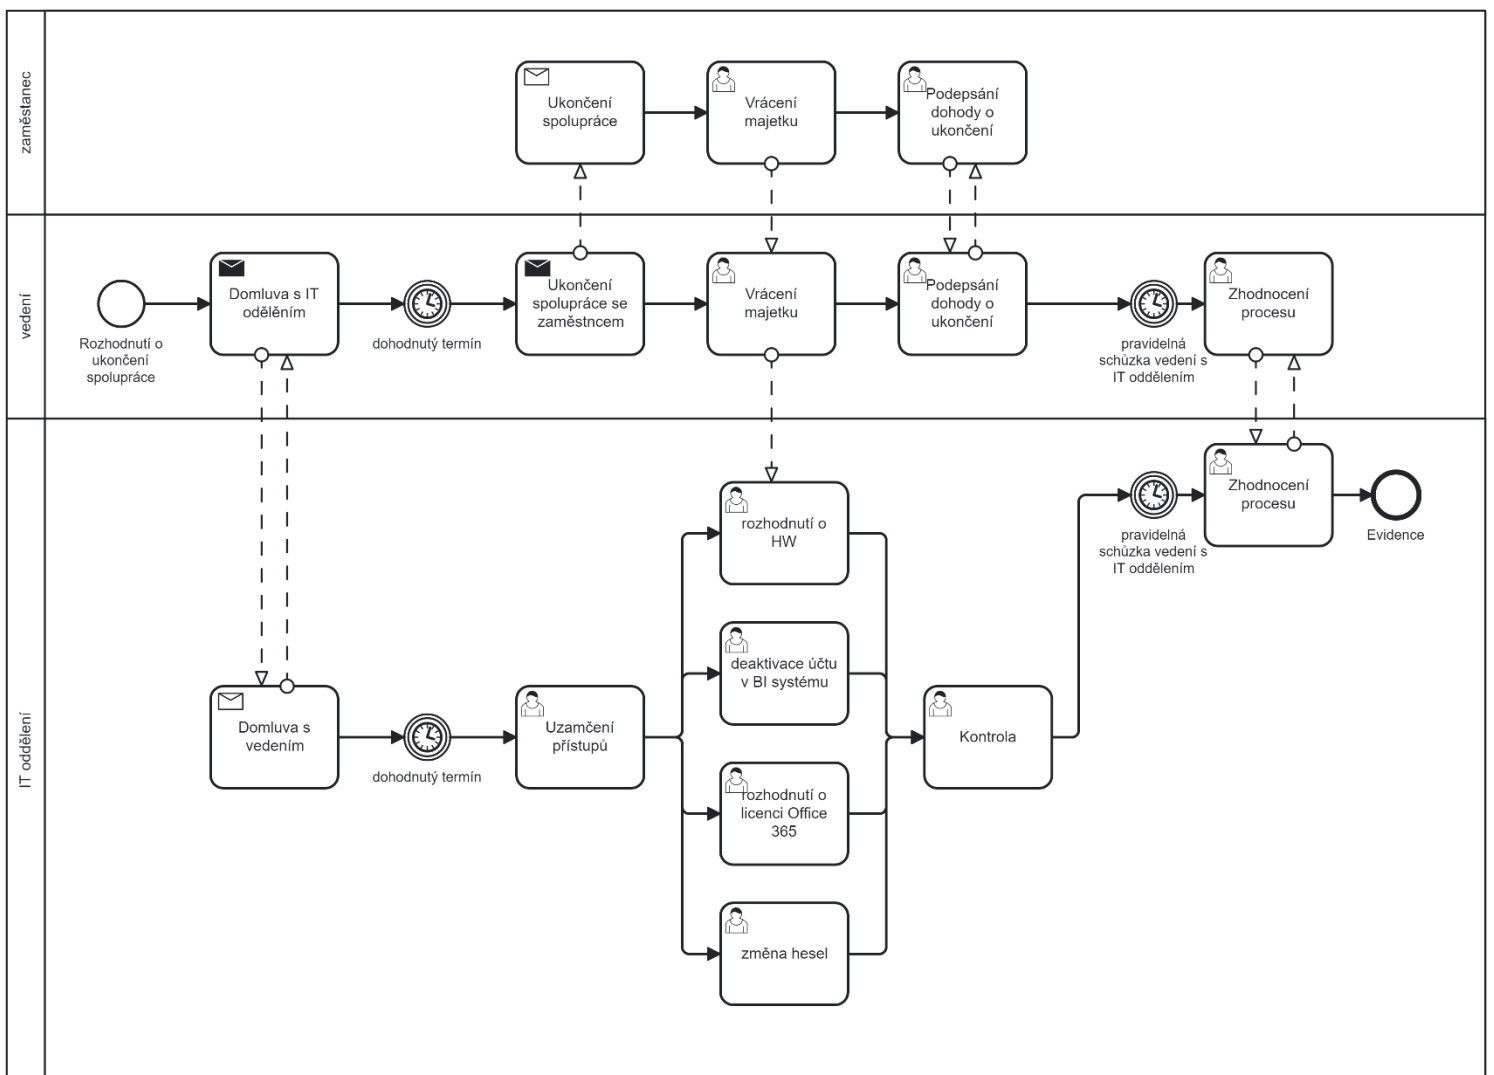 zaměstanec
Ukončení
spolupráce
Vrácení
majetku
Podepsání
dohody o
ukončení
vedení
Rozhodnutí o
ukončení
spolupráce
Domluva s IT
odělěním
dohodnutý termín
Ukončení
spolupráce se
zaměstncem
Vrácení
majetku
Podepsání
dohody o
ukončení
pravidelná
schůzka vedení s
IT oddělením
Zhodnocení
procesu
IT oddělení
Domluva s
vedením
dohodnutý termín
Uzamčení
přístupů
rozhodnutí o
HW
deaktivace účtu
v BI systému
rozhodnutí o
licenci Office
365
změna hesel
Kontrola
pravidelná
schůzka vedení s
IT oddělením
Zhodnocení
procesu
Evidence